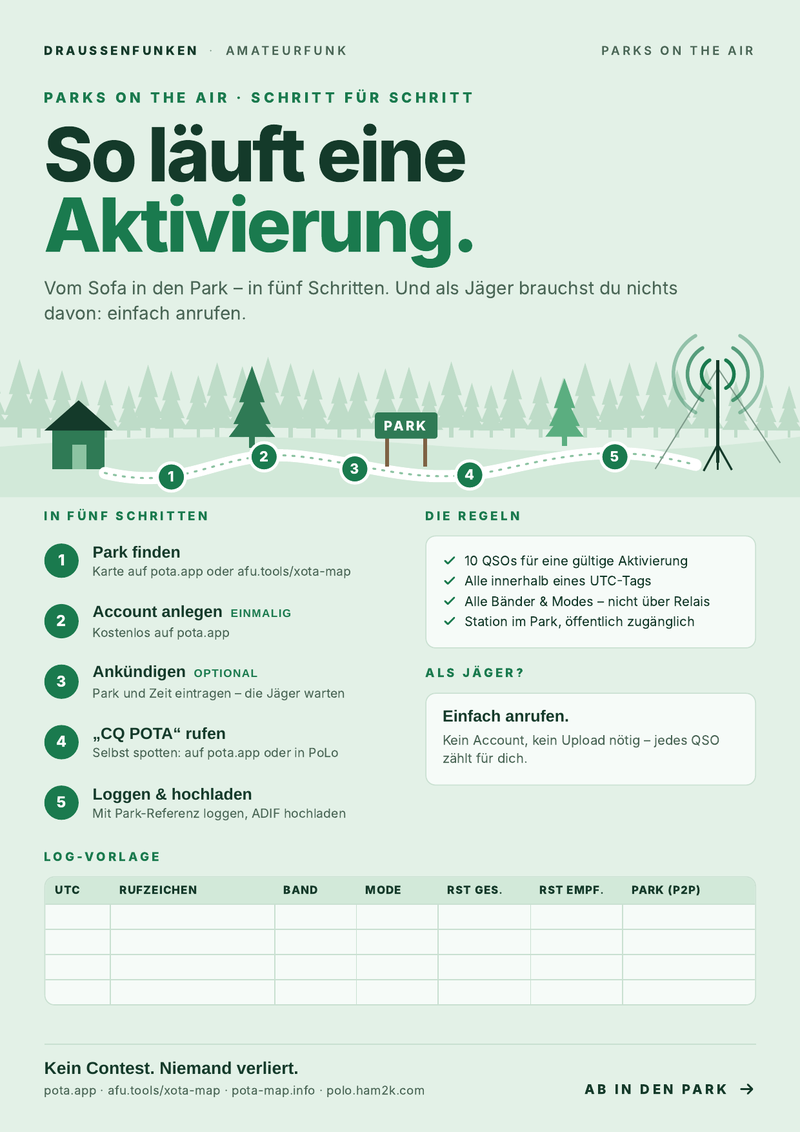 DRAUSSENFUNKEN · AMATEURFUNK
PARKS ON THE AIR
PARKS ON THE AIR · SCHRITT FÜR SCHRITT
So läuft eine
Aktivierung.
Vom Sofa in den Park – in fünf Schritten. Und als Jäger brauchst du nichts
davon: einfach anrufen.
PARK
1
2
3
4
5
IN FÜNF SCHRITTEN
1 Park finden
Karte auf pota.app oder afu.tools/xota-map
2 Account anlegen EINMALIG
Kostenlos auf pota.app
3 Ankündigen OPTIONAL
Park und Zeit eintragen – die Jäger warten
4 „CQ POTA“ rufen
Selbst spotten: auf pota.app oder in PoLo
5 Loggen & hochladen
Mit Park-Referenz loggen, ADIF hochladen
DIE REGELN
10 QSOs für eine gültige Aktivierung
Alle innerhalb eines UTC-Tags
Alle Bänder & Modes – nicht über Relais
Station im Park, öffentlich zugänglich
ALS JÄGER?
Einfach anrufen.
Kein Account, kein Upload nötig – jedes QSO
zählt für dich.
LOG-VORLAGE
UTC RUFZEICHEN BAND MODE RST GES. RST EMPF. PARK (P2P)
Kein Contest. Niemand verliert.
pota.app · afu.tools/xota-map · pota-map.info · polo.ham2k.com
AB IN DEN PARK →